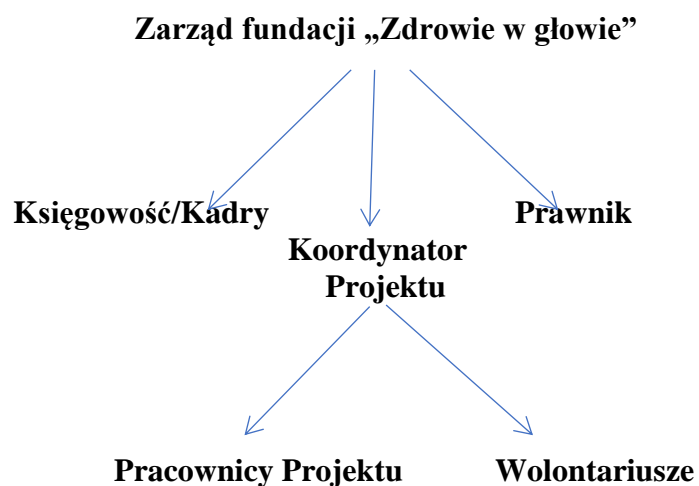 Zarząd fundacji „Zdrowie w głowie”
Księgowość/Kadry
Prawnik
Koordynator
Projektu
Pracownicy Projektu
Wolontariusze